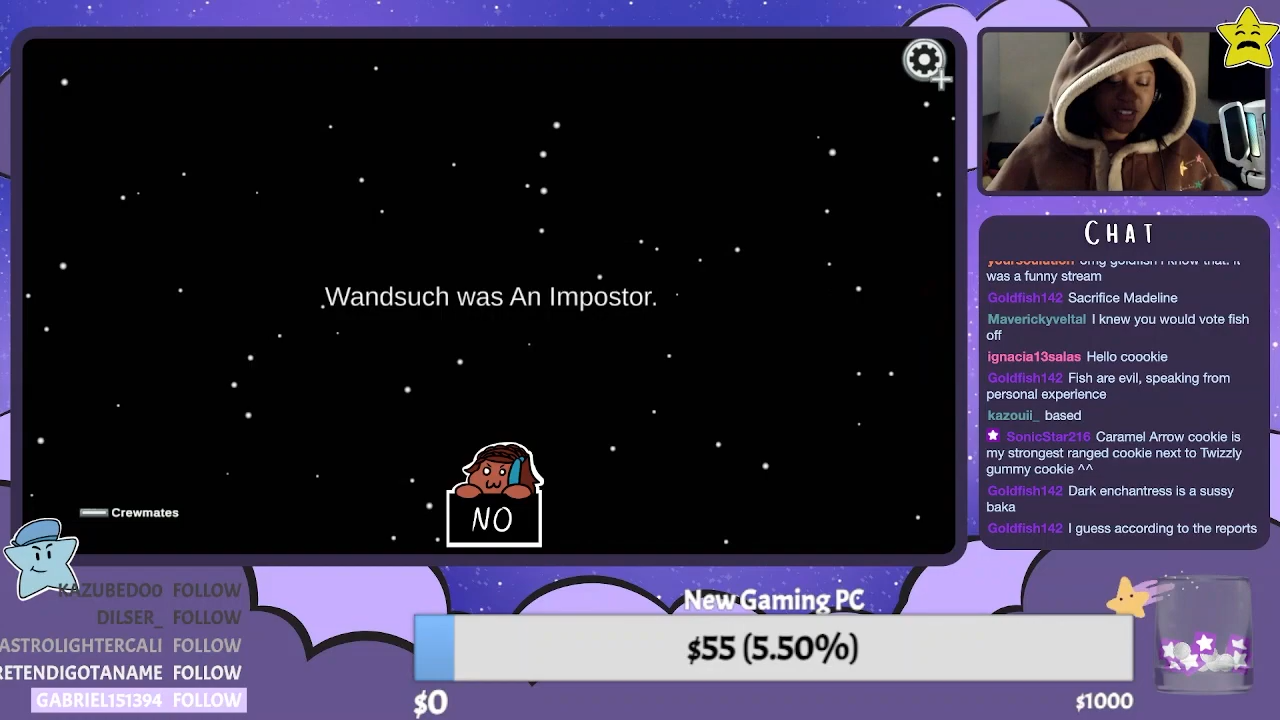 Wandsuch was An Impostor.
NO
Crewmates
CHAT
yoursoulution omg goldfish I know that. It
was a funny stream
Goldfish142 Sacrifice Madeline
Maverickyveltal I knew you would vote fish
off
ignacia13salas Hello coookie
Goldfish142 Fish are evil, speaking from
personal experience
kazouii_ based
SonicStar216 Caramel Arrow cookie is
my strongest ranged cookie next to Twizzly
gummy cookie ^^
Goldfish142 Dark enchantress is a sussy
baka
Goldfish142 I guess according to the reports
KAZUBEDO0 FOLLOW
DILSER_ FOLLOW
ASTROLIGHTERCALI FOLLOW
RETENDIGOTANAME FOLLOW
GABRIEL151394 FOLLOW
New Gaming PC
$55 (5.50%)
$0
$1000